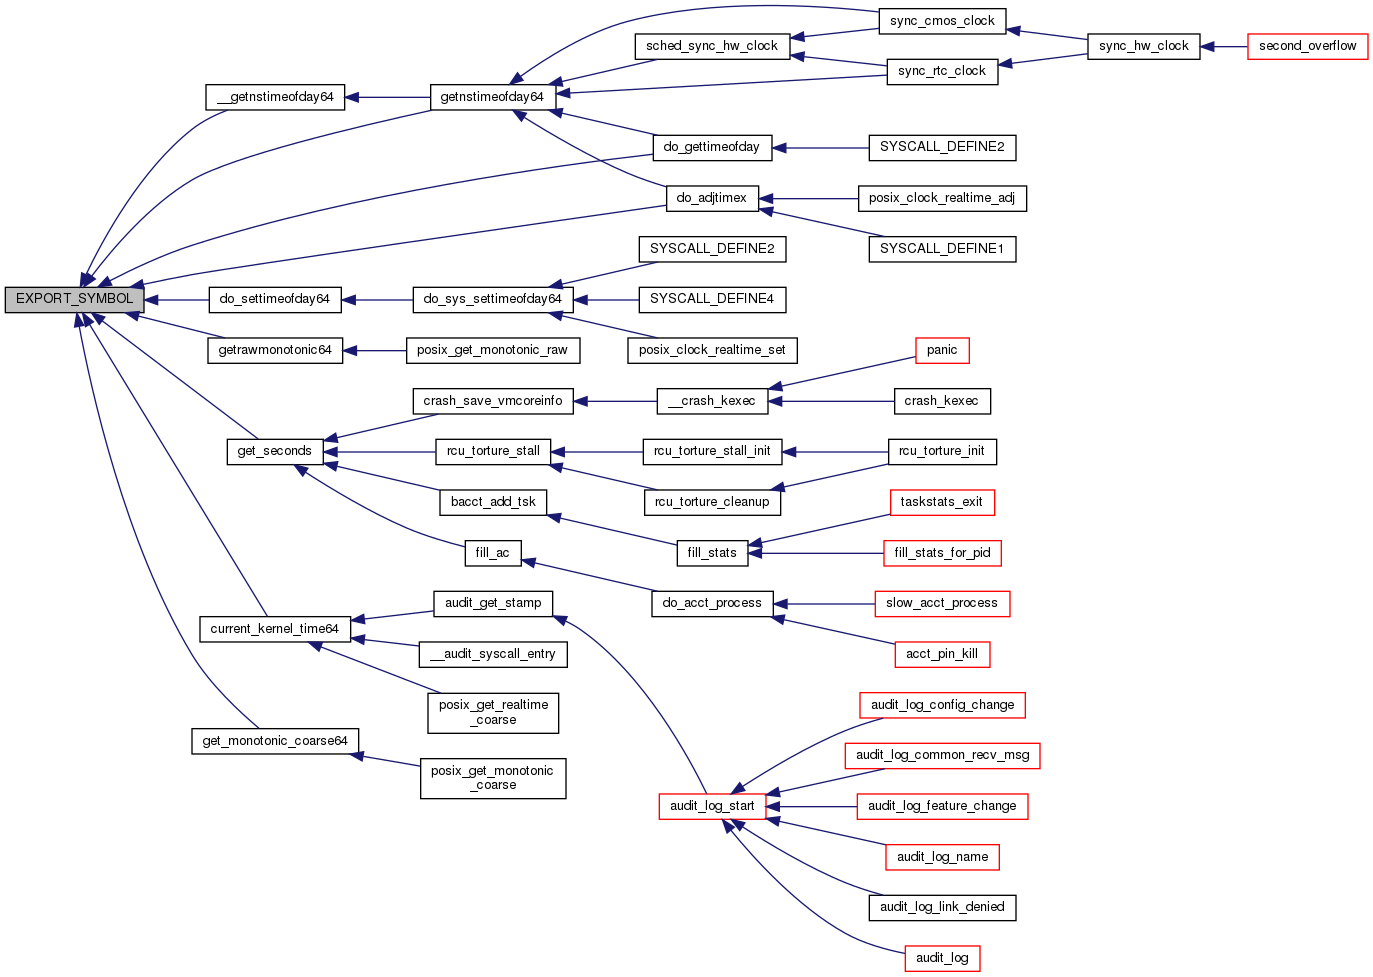 sync_cmos_clock
sched_sync_hw_clock
sync_hw_clock
second_overflow
sync_rtc_clock
__getnstimeofday64
getnstimeofday64
do_gettimeofday
SYSCALL_DEFINE2
do_adjtimex
posix_clock_realtime_adj
SYSCALL_DEFINE2
SYSCALL_DEFINE1
EXPORT_SYMBOL
do_settimeofday64
do_sys_settimeofday64
SYSCALL_DEFINE4
getrawmonotonic64
posix_get_monotonic_raw
posix_clock_realtime_set
panic
crash_save_vmcoreinfo
__crash_kexec
crash_kexec
get_seconds
rcu_torture_stall
rcu_torture_stall_init
rcu_torture_init
bacct_add_tsk
rcu_torture_cleanup
taskstats_exit
fill_ac
fill_stats
fill_stats_for_pid
audit_get_stamp
do_acct_process
slow_acct_process
current_kernel_time64
__audit_syscall_entry
acct_pin_kill
posix_get_realtime
_coarse
audit_log_config_change
get_monotonic_coarse64
audit_log_common_recv_msg
posix_get_monotonic
_coarse
audit_log_start
audit_log_feature_change
audit_log_name
audit_log_link_denied
audit_log